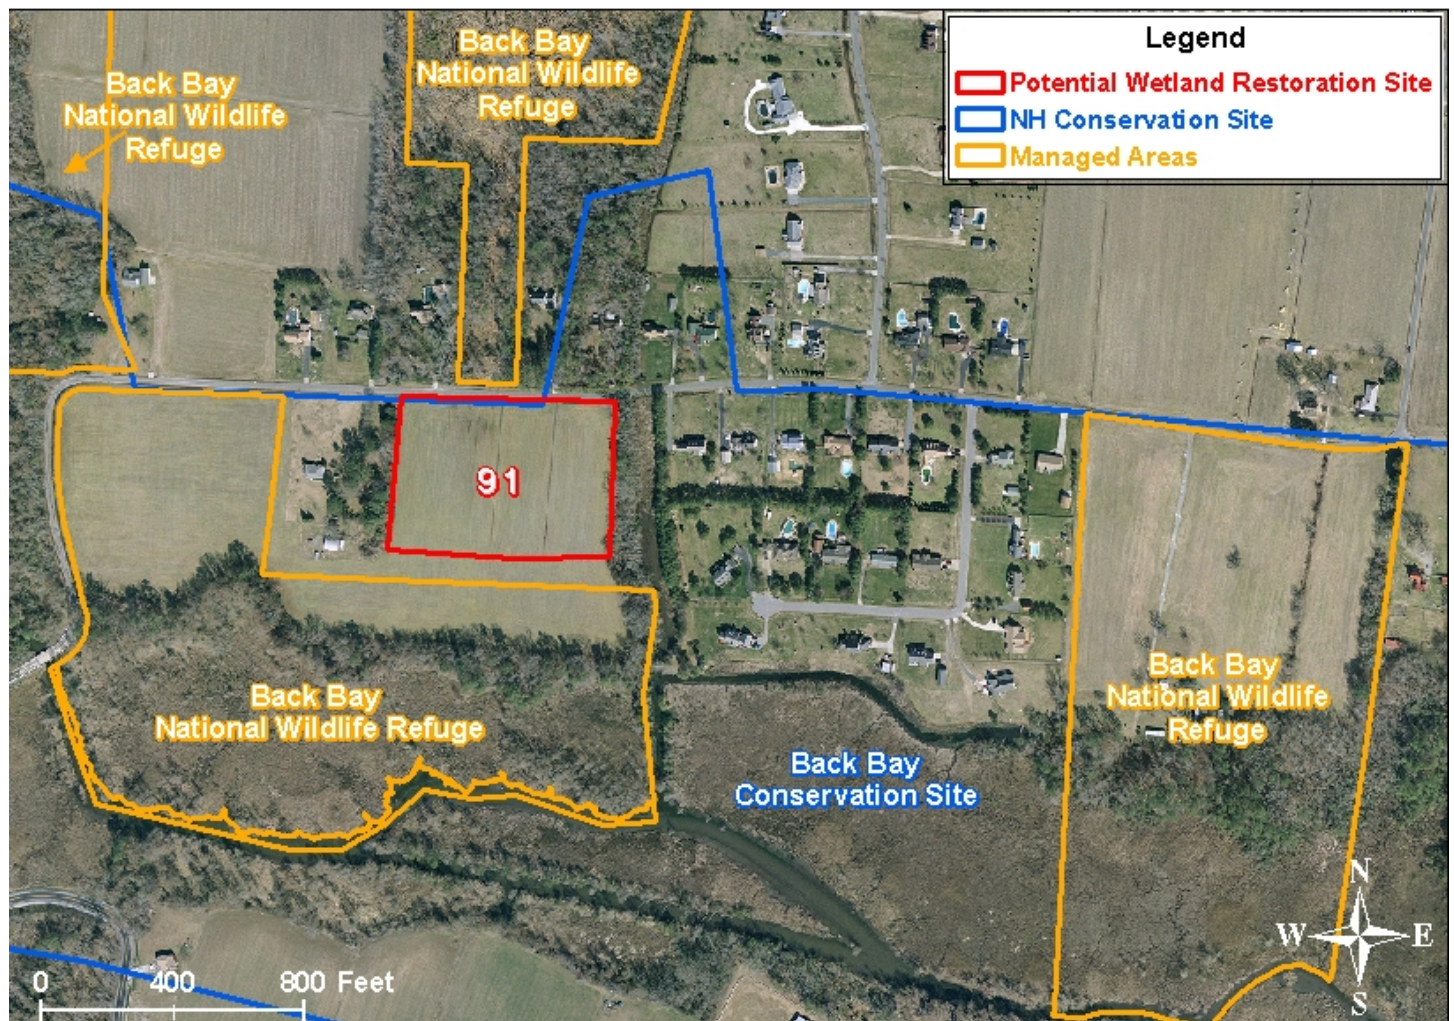 Legend
Potential Wetland Restoration Site
NH Conservation Site
Managed Areas
Back Bay
National Wildlife
Refuge
Back Bay
National Wildlife
Refuge
91
Back Bay
National Wildlife Refuge
Back Bay
National Wildlife
Refuge
Back Bay
Conservation Site
N
W E
S
0 400 800 Feet